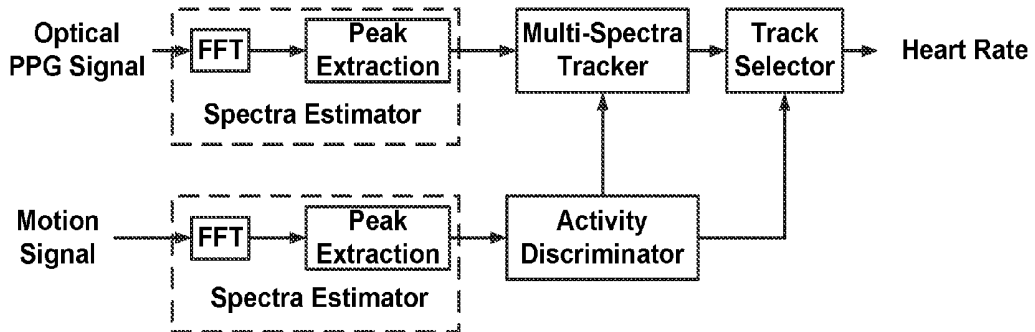 Optical
PPG Signal
FFT
Peak
Extraction
Spectra Estimator
Multi-Spectra
Tracker
Track
Selector
Heart Rate
Motion
Signal
FFT
Peak
Extraction
Spectra Estimator
Activity
Discriminator